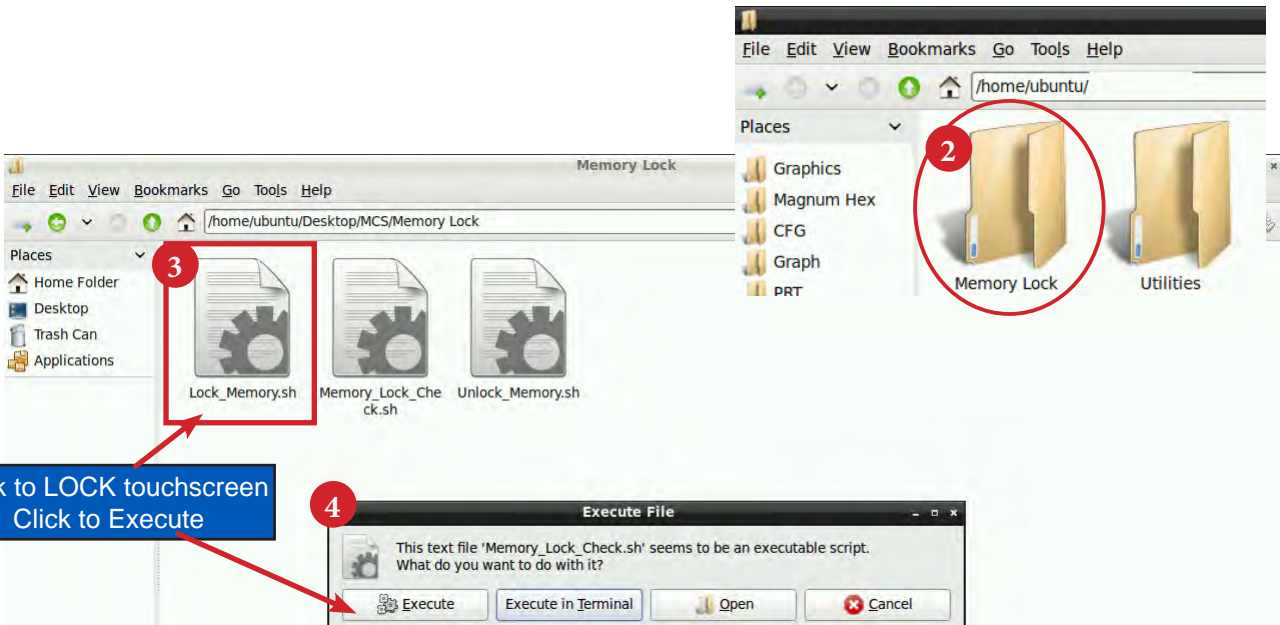 File Edit View Bookmarks Go Tools Help
/home/ubuntu/
Places
Graphics
Magnum Hex
CFG
Graph
PRT
2
Memory Lock
Utilities
Memory Lock
File Edit View Bookmarks Go Tools Help
/home/ubuntu/Desktop/MCS/Memory Lock
Places
Home Folder
Desktop
Trash Can
Applications
3
Lock_Memory.sh
Memory_Lock_Che
ck.sh
Unlock_Memory.sh
to LOCK touchscreen
Click to Execute
4
Execute File
This text file 'Memory_Lock_Check.sh' seems to be an executable script.
What do you want to do with it?
Execute
Execute in Terminal
Open
Cancel